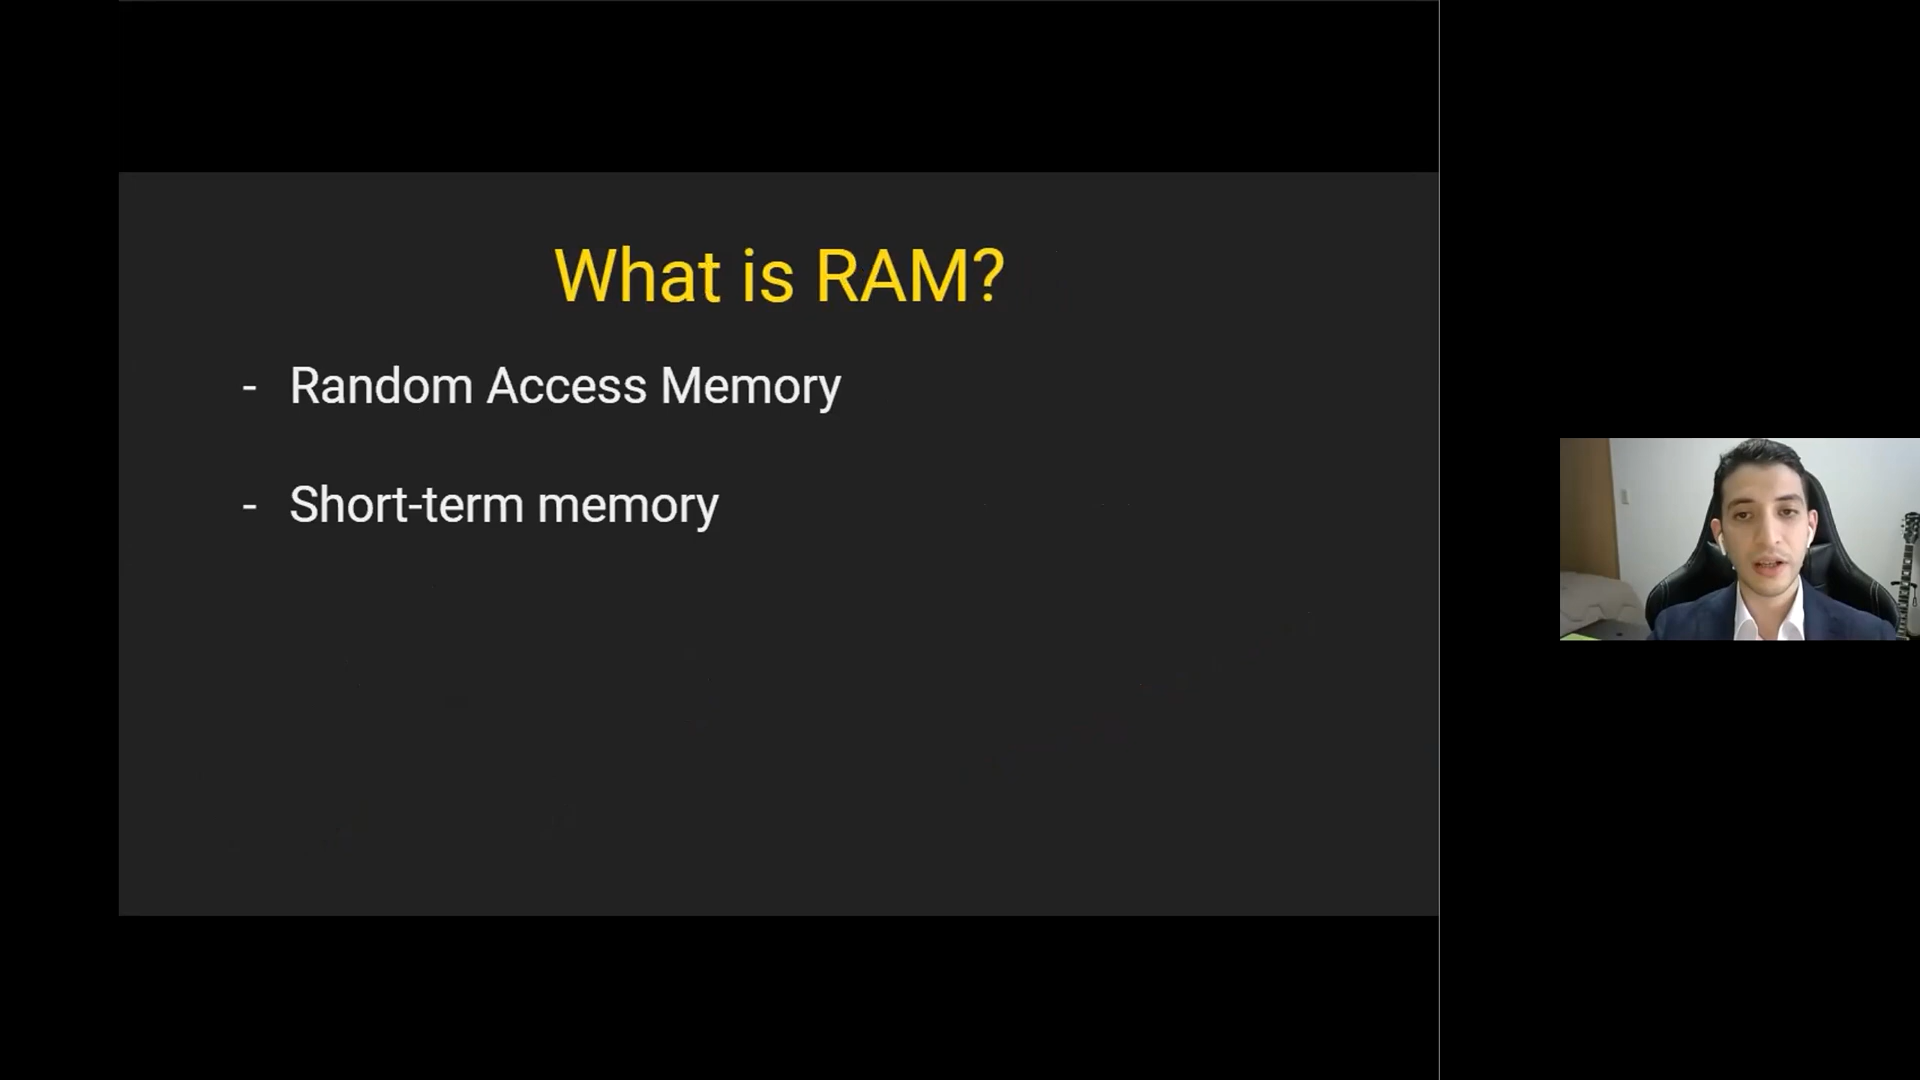 What is RAM?
- Random Access Memory
- Short-term memory